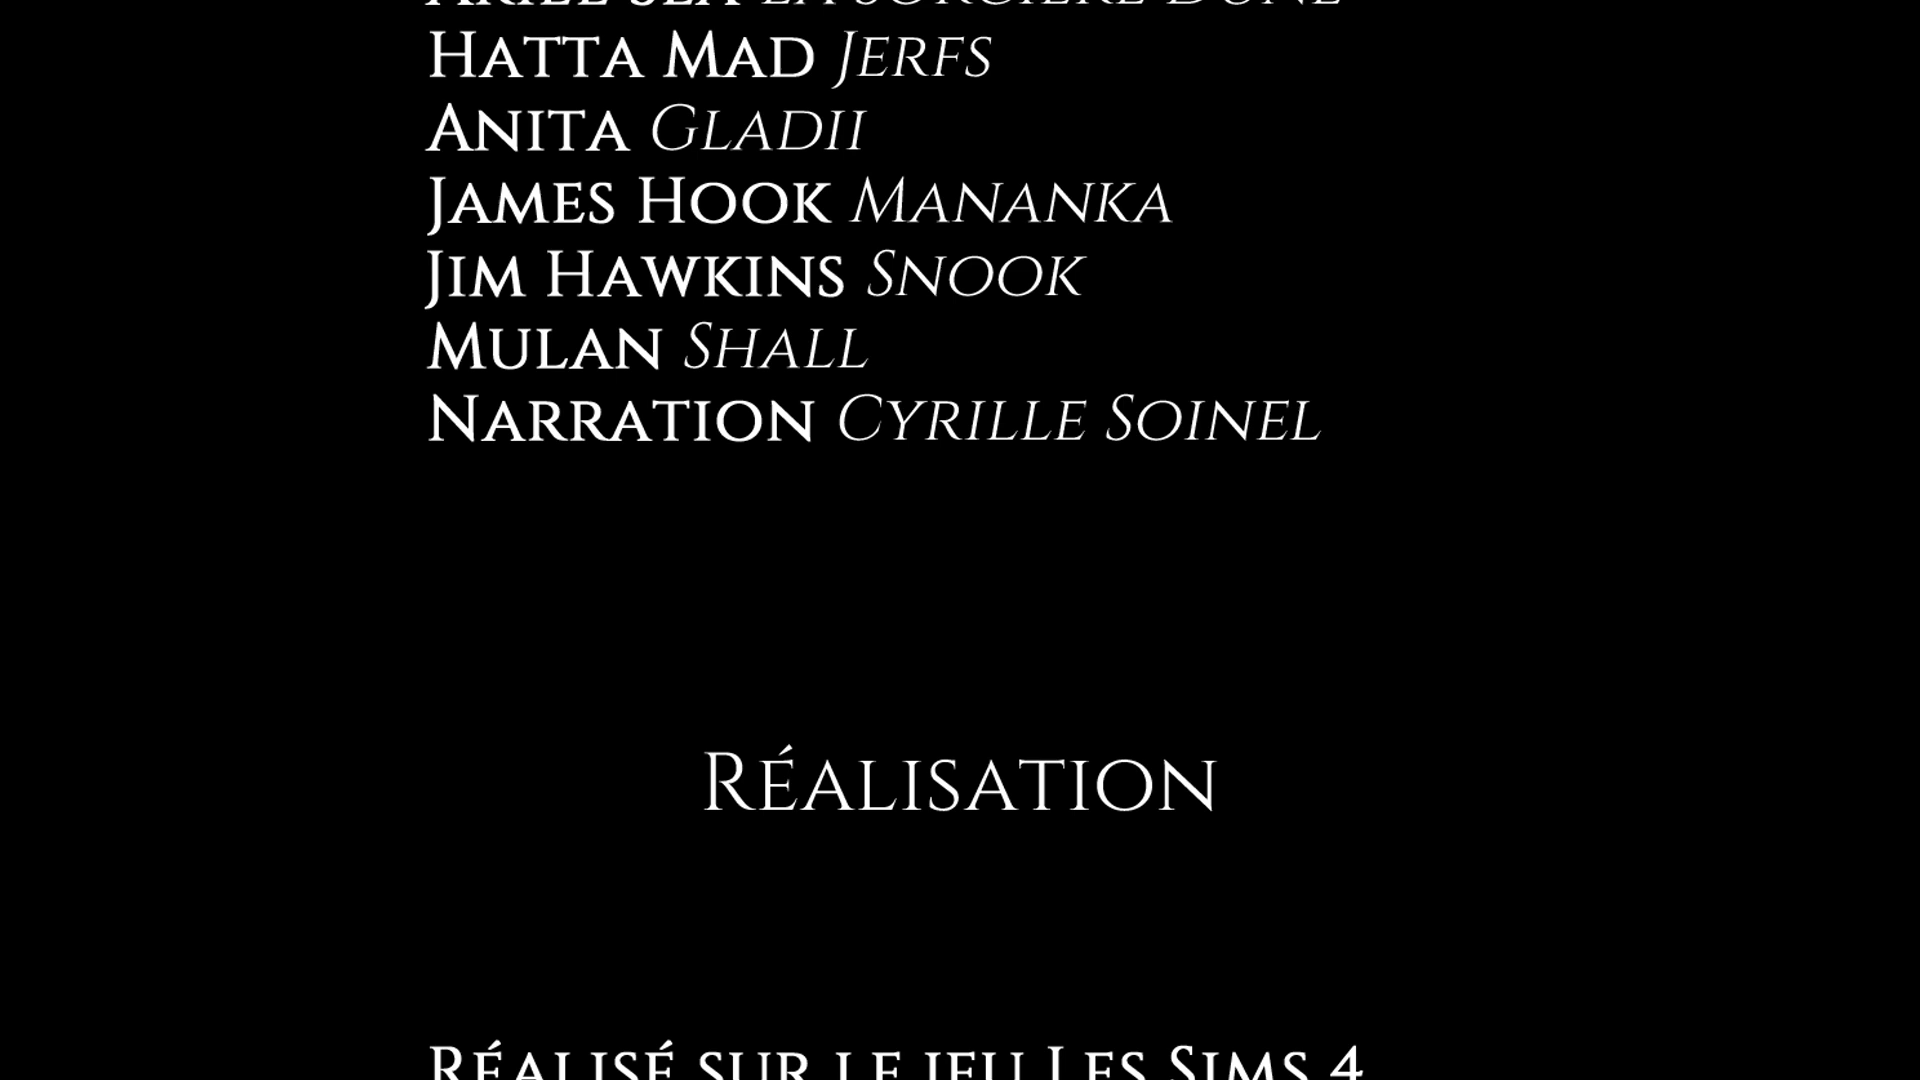 Hatta Mad Jerfs
Anita Gladii
James Hook Mananka
Jim Hawkins Snook
Mulan Shall
Narration Cyrille Soinel
Réalisation
Réalisé sur le jeu Les Sims 4